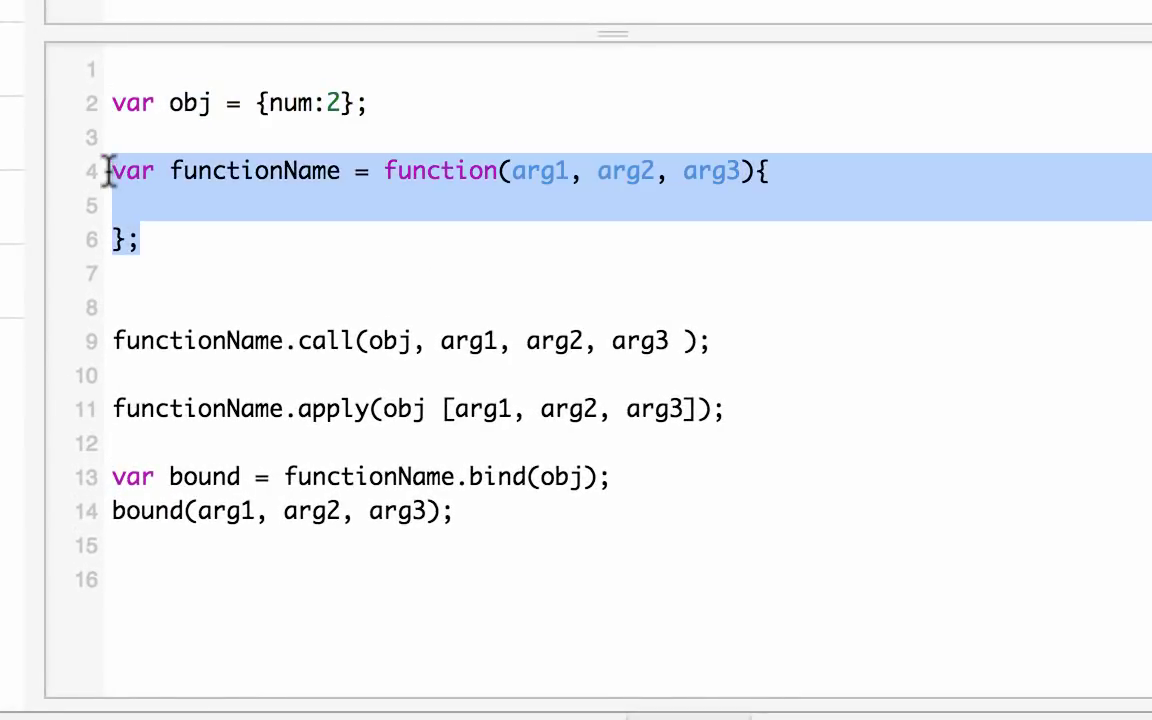 1
2 var obj = {num:2};
3
4 var functionName = function(arg1, arg2, arg3){
5
6 };
7
8
9 functionName.call(obj, arg1, arg2, arg3 );
10
11 functionName.apply(obj [arg1, arg2, arg3]);
12
13 var bound = functionName.bind(obj);
14 bound(arg1, arg2, arg3);
15
16